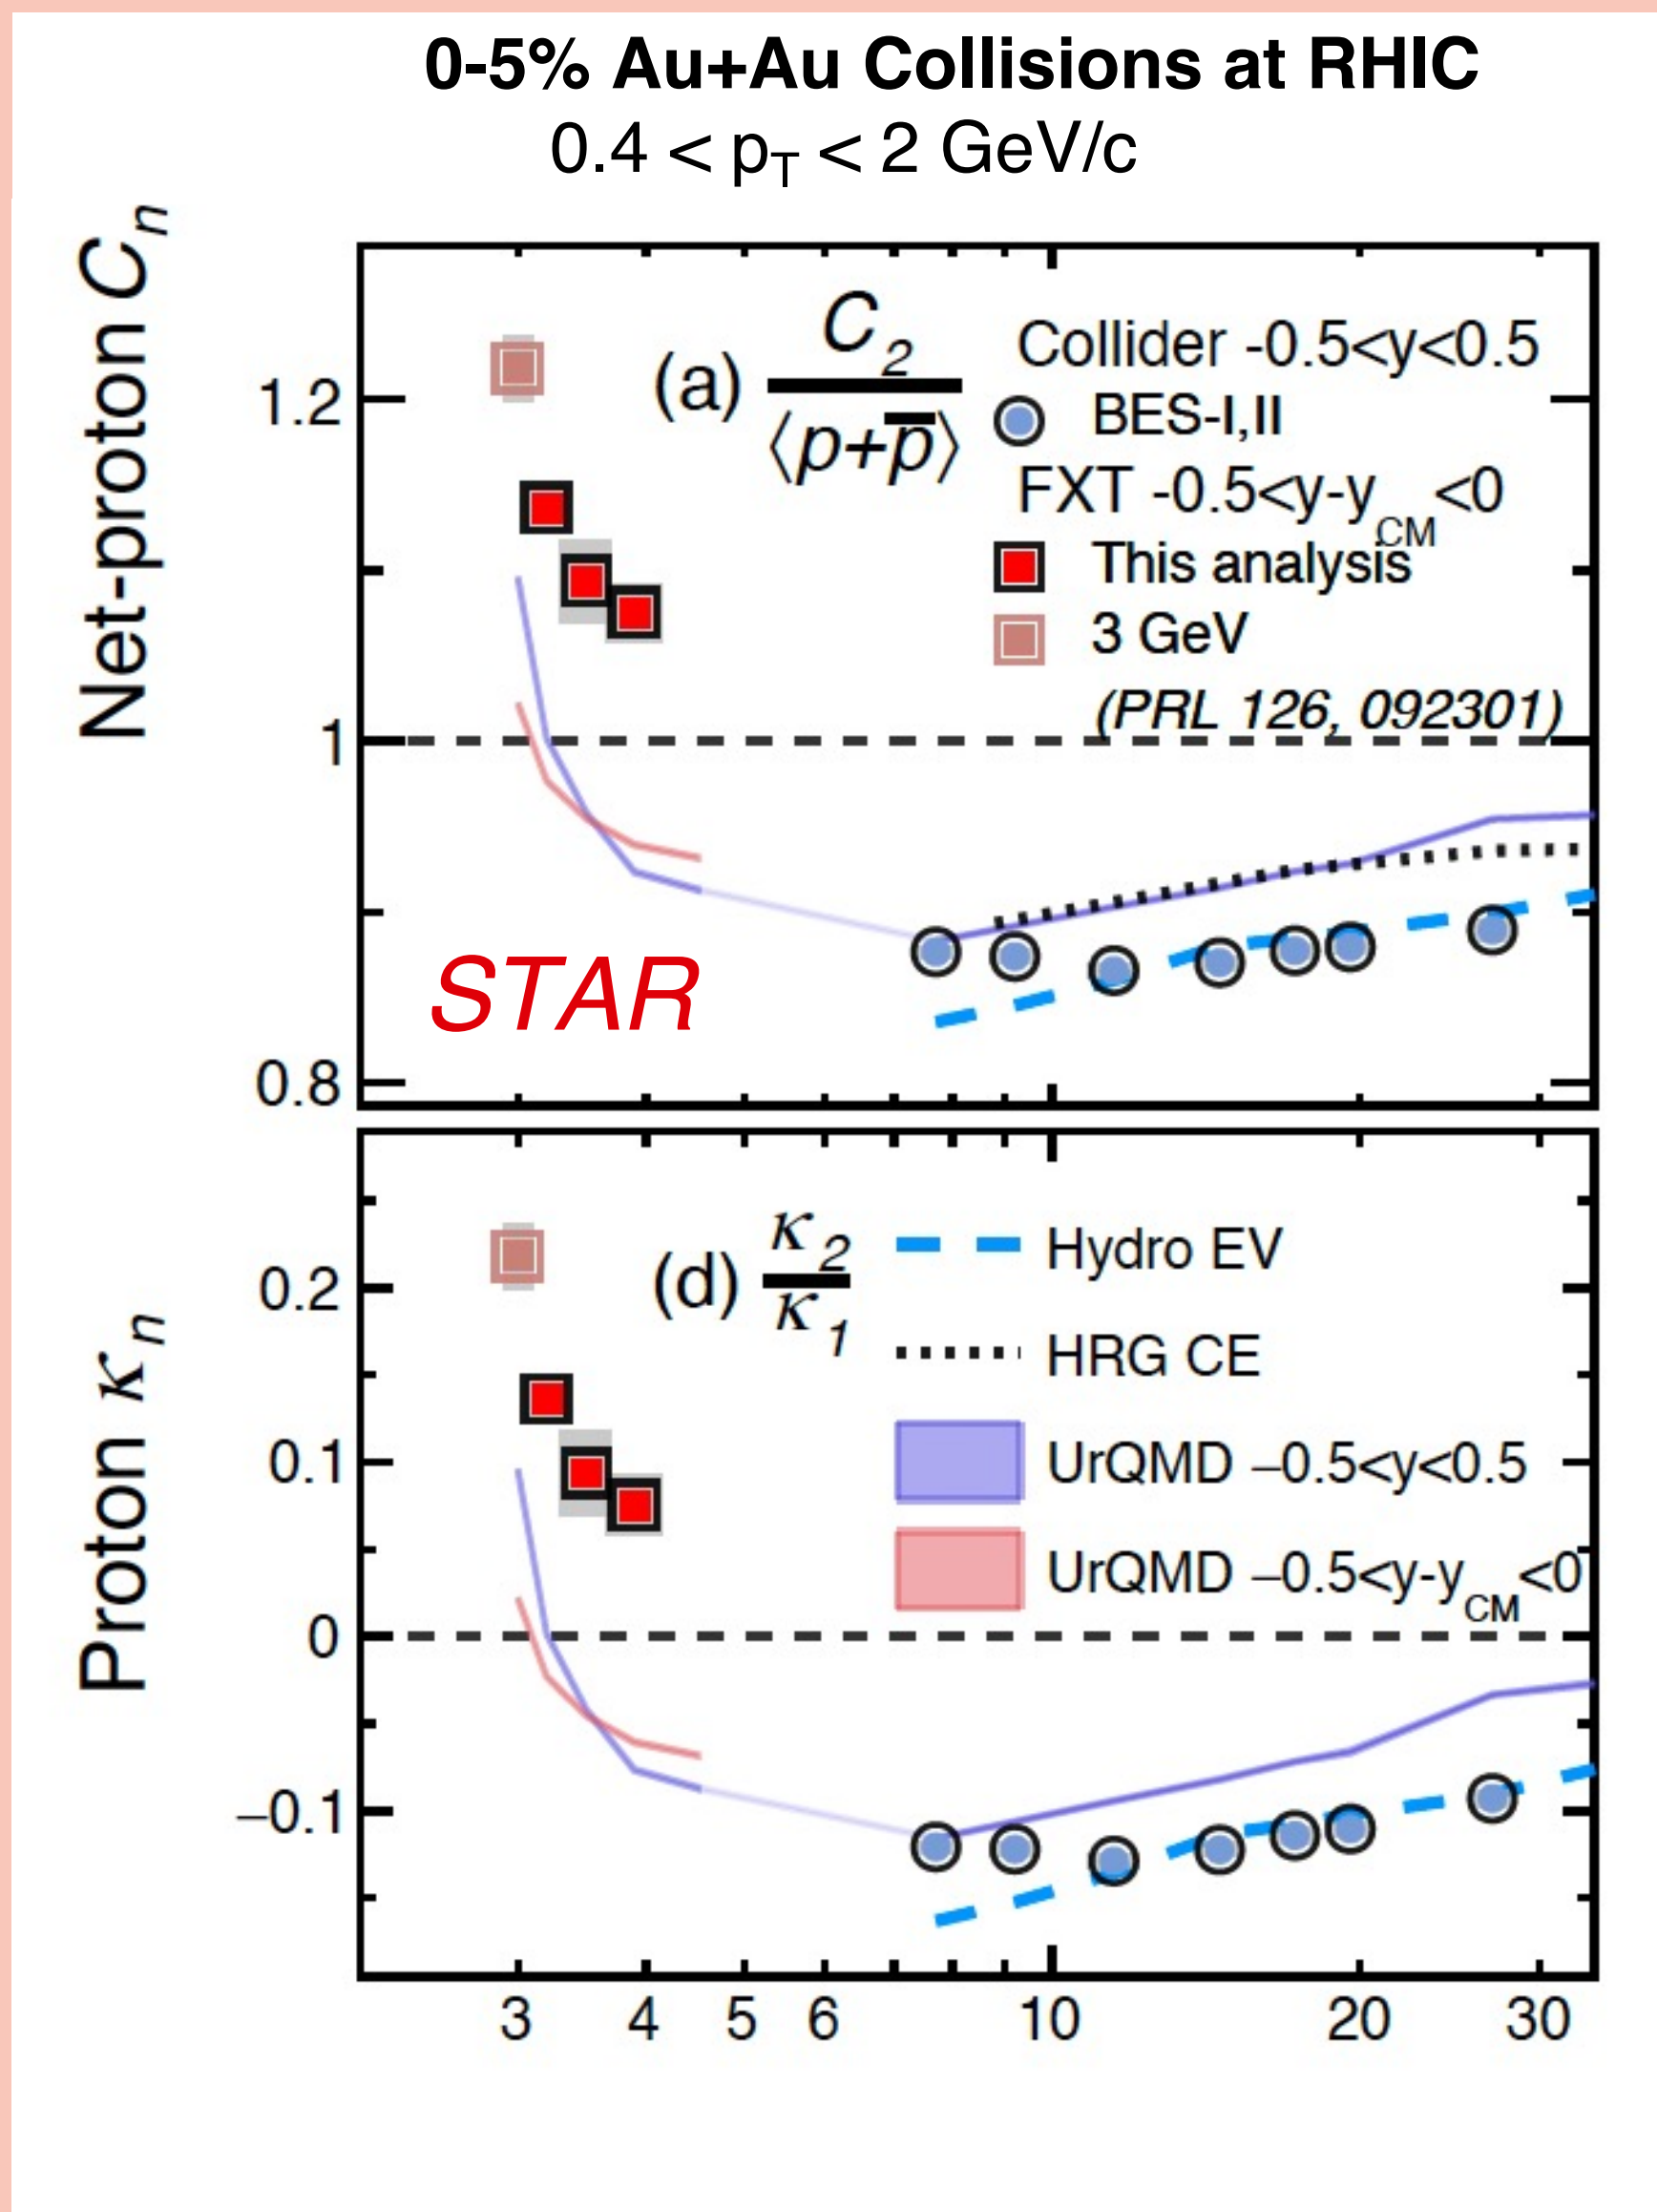 0-5% Au+Au Collisions at RHIC
0.4 < pT < 2 GeV/c
Net-proton Cn
1.2
1
0.8
(a) C2
⟨p+p̅⟩
Collider -0.5<y<0.5
BES-I,II
FXT -0.5<y-yCM<0
This analysis
3 GeV
(PRL 126, 092301)
STAR
Proton κn
0.2
0.1
0
−0.1
(d) κ2
κ1
Hydro EV
HRG CE
UrQMD −0.5<y<0.5
UrQMD −0.5<y-yCM<0
3 4 5 6 10 20 30